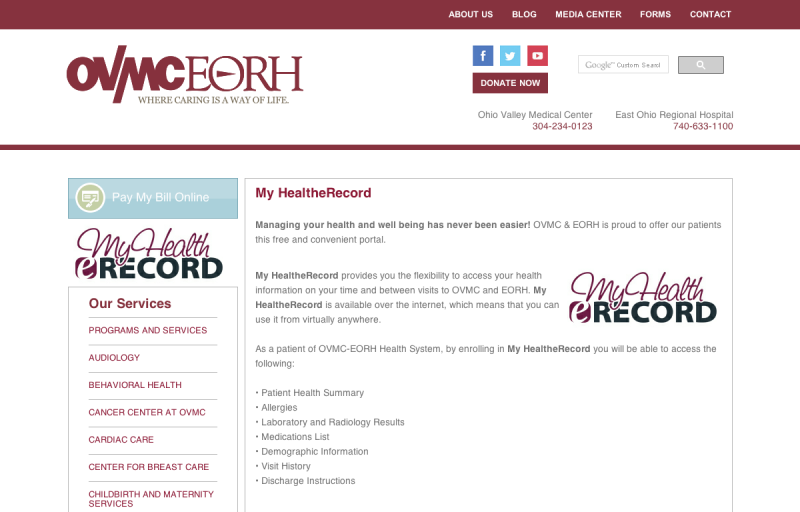 ABOUT US BLOG MEDIA CENTER FORMS CONTACT
OVMCEORH
WHERE CARING IS A WAY OF LIFE.
f
DONATE NOW
Google Custom Search
Ohio Valley Medical Center
304-234-0123
East Ohio Regional Hospital
740-633-1100
Pay My Bill Online
My Health
eRECORD
Our Services
PROGRAMS AND SERVICES
AUDIOLOGY
BEHAVIORAL HEALTH
CANCER CENTER AT OVMC
CARDIAC CARE
CENTER FOR BREAST CARE
CHILDBIRTH AND MATERNITY
SERVICES
My HealtheRecord
Managing your health and well being has never been easier! OVMC & EORH is proud to offer our patients
this free and convenient portal.
My HealtheRecord provides you the flexibility to access your health
information on your time and between visits to OVMC and EORH. My
HealtheRecord is available over the internet, which means that you can
use it from virtually anywhere.
My Health
eRECORD
As a patient of OVMC-EORH Health System, by enrolling in My HealtheRecord you will be able to access the
following:
• Patient Health Summary
• Allergies
• Laboratory and Radiology Results
• Medications List
• Demographic Information
• Visit History
• Discharge Instructions